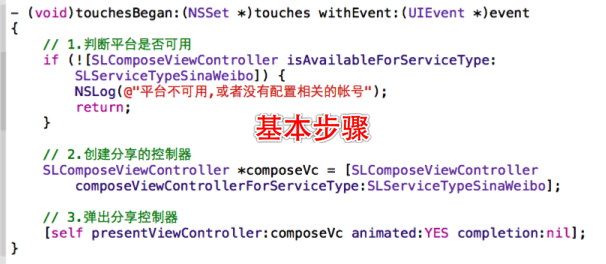 - (void)touchesBegan:(NSSet *)touches withEvent:(UIEvent *)event
{
// 1.判断平台是否可用
if (![SLComposeViewController isAvailableForServiceType:
SLServiceTypeSinaWeibo]) {
NSLog(@"平台不可用,或者没有配置相关的帐号");
return;
}
基本步骤
// 2.创建分享的控制器
SLComposeViewController *composeVc = [SLComposeViewController
composeViewControllerForServiceType:SLServiceTypeSinaWeibo];
// 3.弹出分享控制器
[self presentViewController:composeVc animated:YES completion:nil];
}